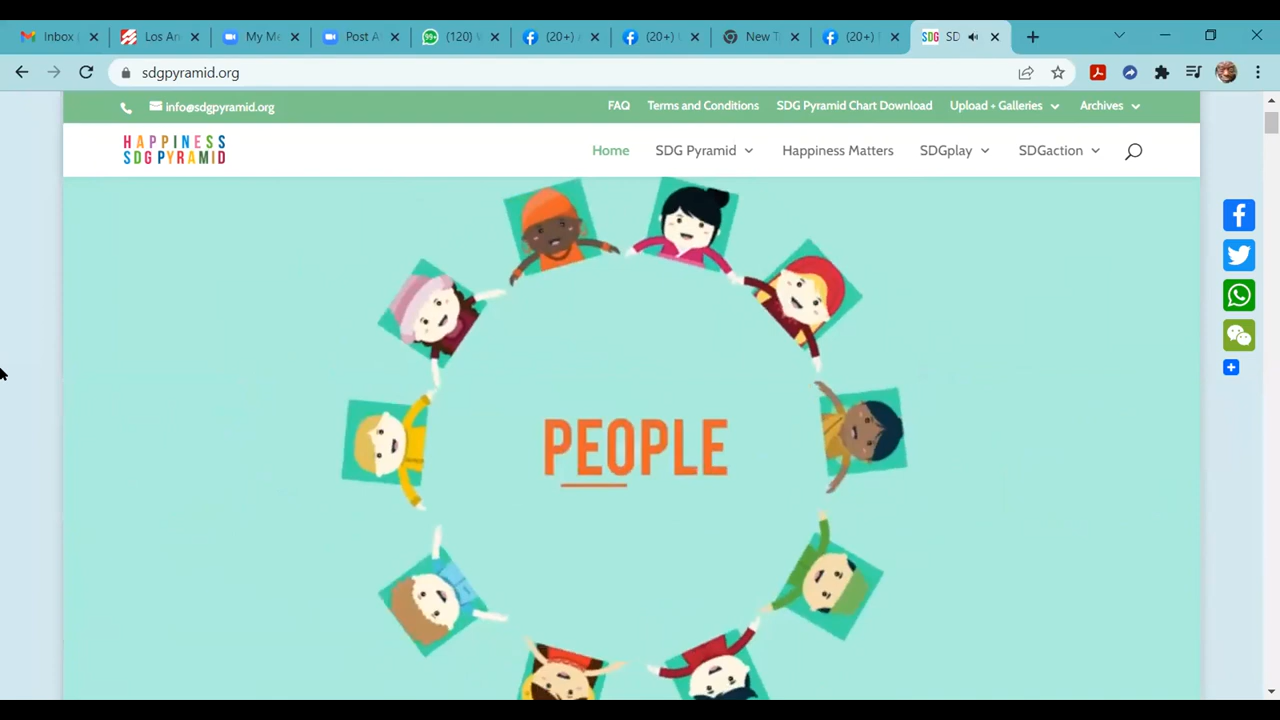 Inbox
Los An
My Me
Post A
(120) W
(20+)
(20+)
New T
(20+)
SDG SD
sdgpyramid.org
info@sdgpyramid.org
FAQ Terms and Conditions SDG Pyramid Chart Download Upload + Galleries Archives
HAPPINESS
SDG PYRAMID
Home SDG Pyramid Happiness Matters SDGplay SDGaction
PEOPLE